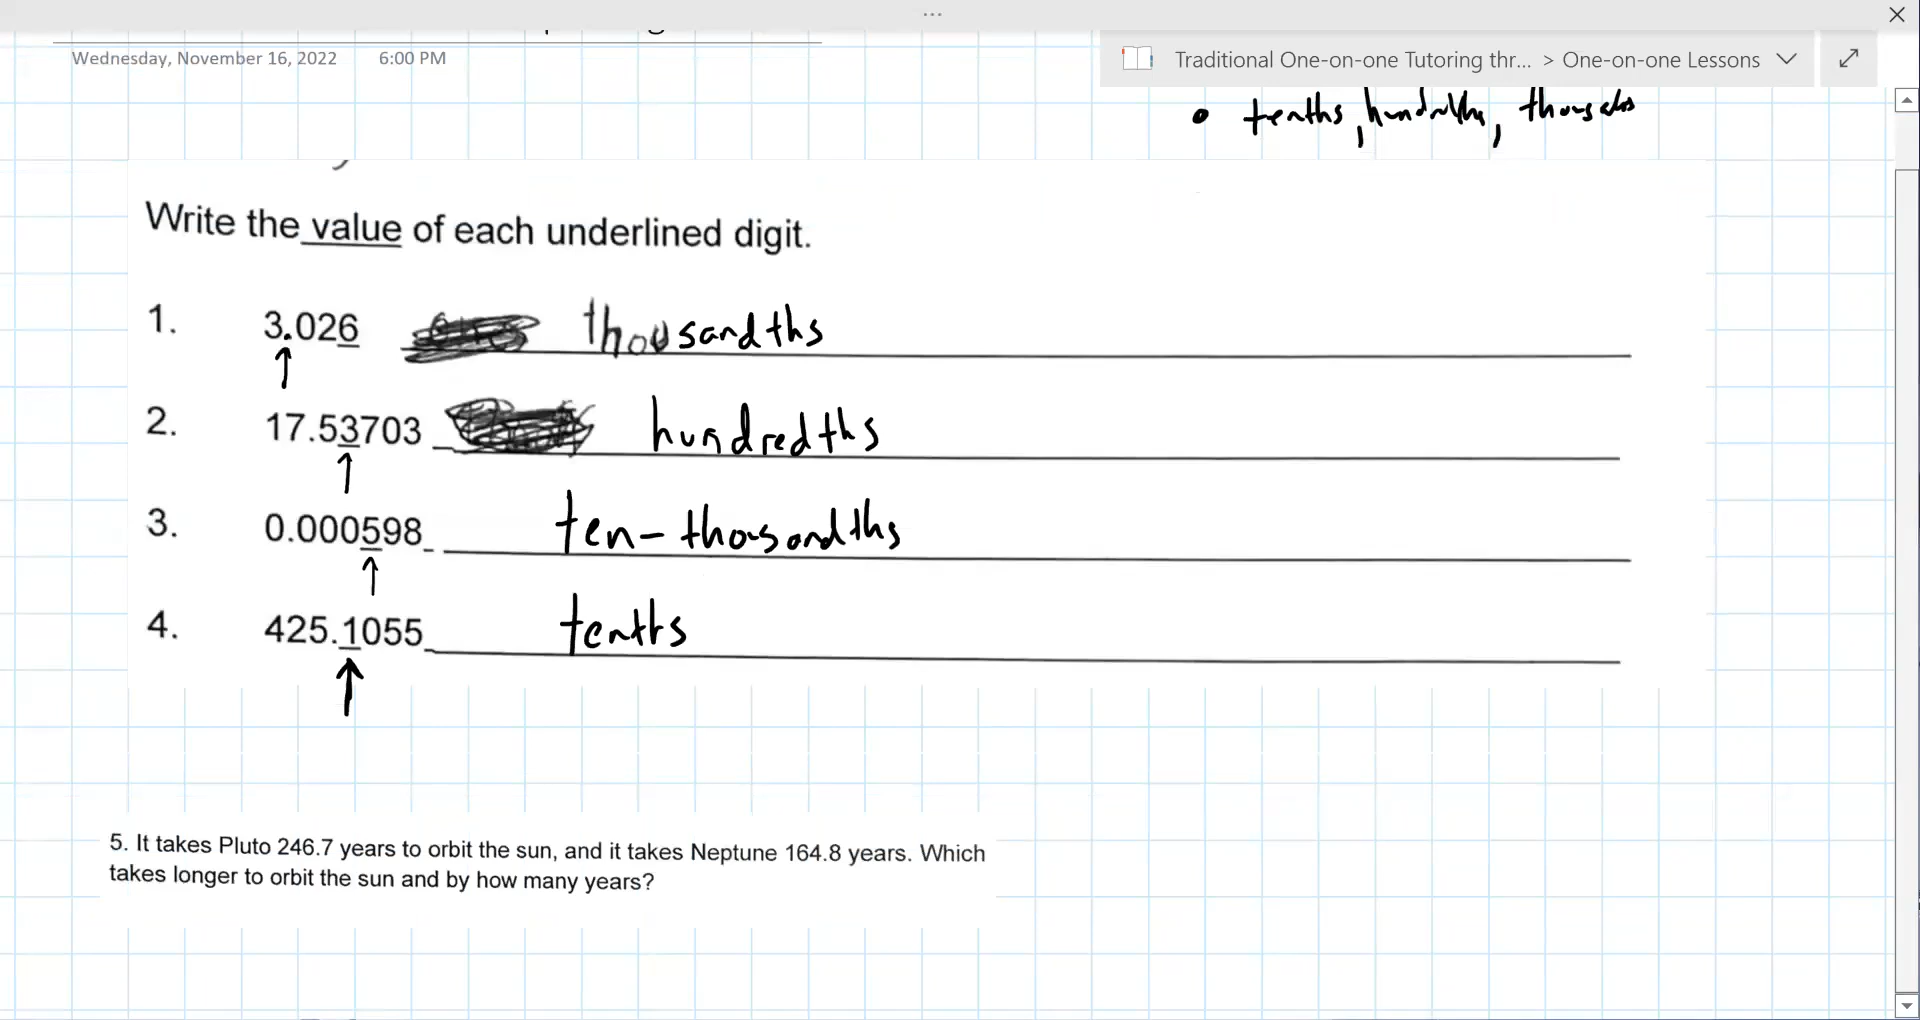 Wednesday, November 16, 2022 6:00 PM
Traditional One-on-one Tutoring thr... > One-on-one Lessons
• tenths, hundredths,
Write the value of each underlined digit.
1. 3.026 thousandths
2. 17.53703 hundredths
3. 0.000598 ten-thousandths
4. 425.1055 tenths
5. It takes Pluto 246.7 years to orbit the sun, and it takes Neptune 164.8 years. Which
takes longer to orbit the sun and by how many years?